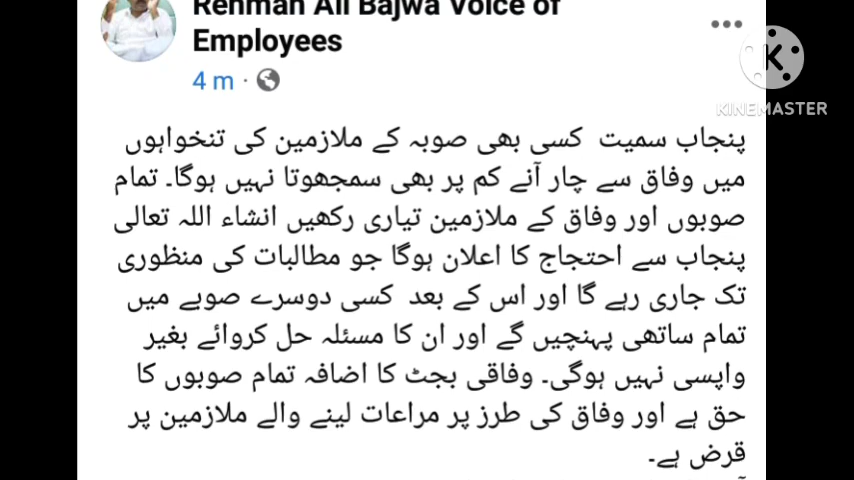 Rehman Ali Bajwa Voice of
Employees
4 m ·
KINEMASTER
پنجاب سمیت کسی بھی صوبہ کے ملازمین کی تنخواہوں
میں وفاق سے چار آنے کم پر بھی سمجھوتا نہیں ہوگا۔ تمام
صوبوں اور وفاق کے ملازمین تیاری رکھیں انشاء اللہ تعالی
پنجاب سے احتجاج کا اعلان ہوگا جو مطالبات کی منظوری
تک جاری رہے گا اور اس کے بعد کسی دوسرے صوبے میں
تمام ساتھی پہنچیں گے اور ان کا مسئلہ حل کروائے بغیر
واپسی نہیں ہوگی۔ وفاقی بجٹ کا اضافہ تمام صوبوں کا
حق ہے اور وفاق کی طرز پر مراعات لینے والے ملازمین پر
قرض ہے۔